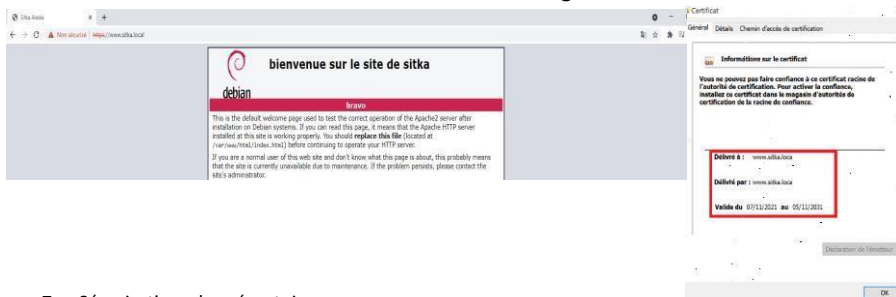 Sitka Apache
Non sécurisé | https://www.sitka.local
bienvenue sur le site de sitka
debian
bravo
This is the default welcome page used to test the correct operation of the Apache2 server after
installation on Debian systems. If you can read this page, it means that the Apache HTTP server
installed at this site is working properly. You should replace this file (located at
/var/www/html/index.html) before continuing to operate your HTTP server.
If you are a normal user of this web site and don't know what this page is about, this probably means
that the site is currently unavailable due to maintenance. If the problem persists, please contact the
site's administrator.
Certificat
Général Détails Chemin d'accès de certification
Informations sur le certificat
Vous ne pouvez pas faire confiance à ce certificat racine de
l'autorité de certification. Pour activer la confiance,
installez ce certificat dans le magasin d'autorités de
certification de la racine de confiance.
Délivré à : www.sitka.loca
Délivré par : www.sitka.loca
Valide du 07/11/2021 au 05/11/2031
Déclaration de l'émetteur
OK